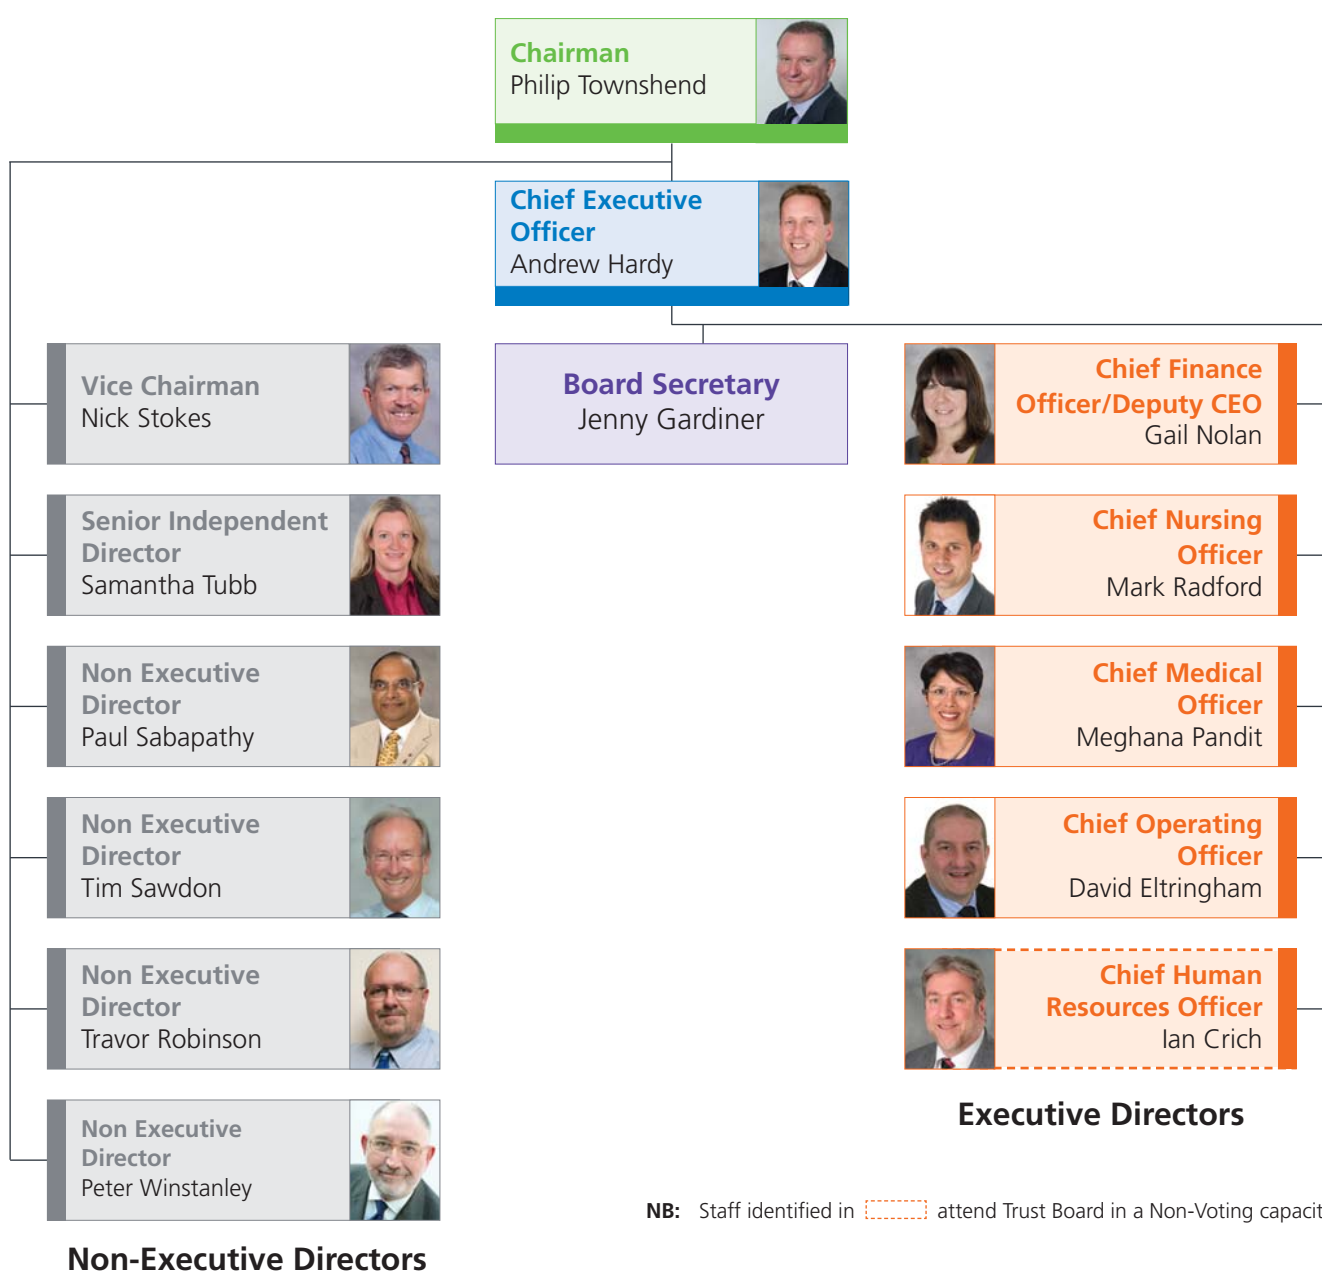 Chairman
Philip Townshend
Chief Executive
Officer
Andrew Hardy
Vice Chairman
Nick Stokes
Senior Independent
Director
Samantha Tubb
Non Executive
Director
Paul Sabapathy
Non Executive
Director
Tim Sawdon
Non Executive
Director
Travor Robinson
Non Executive
Director
Peter Winstanley
Non-Executive Directors
Board Secretary
Jenny Gardiner
Chief Finance
Officer/Deputy CEO
Gail Nolan
Chief Nursing
Officer
Mark Radford
Chief Medical
Officer
Meghana Pandit
Chief Operating
Officer
David Eltringham
Chief Human
Resources Officer
Ian Crich
Executive Directors
NB: Staff identified in attend Trust Board in a Non-Voting capacit